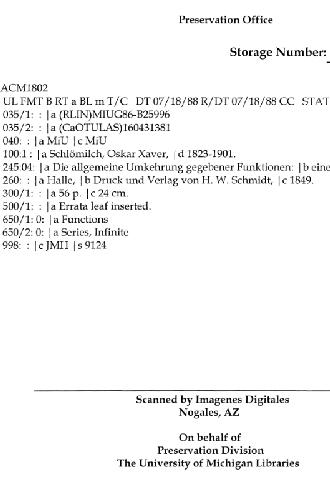 Preservation Office
Storage Number:
ACM1802
UL FMT B RT a BL m T/C DT 07/18/88 R/DT 07/18/88 CC STAT
035/1: : |a (RLIN)MIUG86-B25996
035/2: : |a (CaOTULAS)160431381
040: : |a MiU |c MiU
100:1 : |a Schlömilch, Oskar Xaver, |d 1823-1901.
245:04: |a Die allgemeine Umkehrung gegebener Funktionen: |b eine
260: : |a Halle, |b Druck und Verlag von H. W. Schmidt, |c 1849.
300/1: : |a 56 p. |c 24 cm.
500/1: : |a Errata leaf inserted.
650/1: 0: |a Functions
650/2: 0: |a Series, Infinite
998: : |c JMH |s 9124
Scanned by Imagenes Digitales
Nogales, AZ
On behalf of
Preservation Division
The University of Michigan Libraries